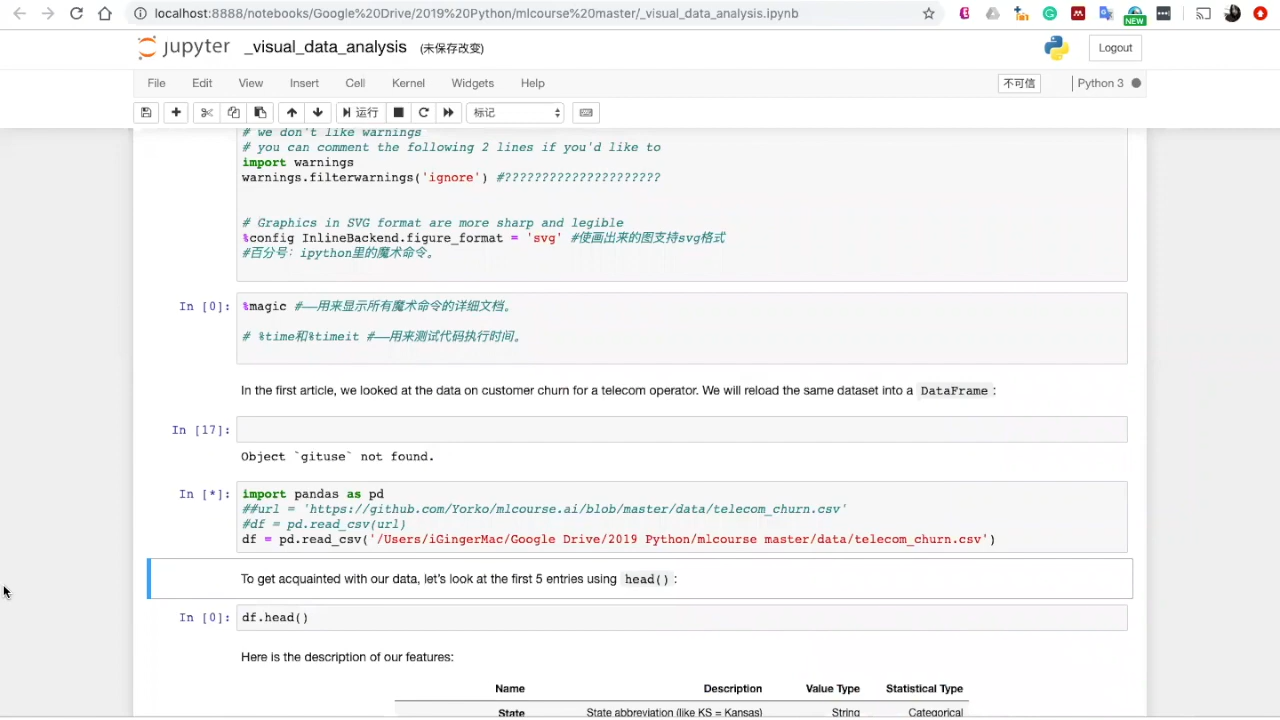 localhost:8888/notebooks/Google%20Drive/2019%20Python/mlcourse%20master/_visual_data_analysis.ipynb
NEW
jupyter _visual_data_analysis (未保存改变)
Logout
File Edit View Insert Cell Kernel Widgets Help 不可信 Python 3
运行 标记
# we don't like warnings
# you can comment the following 2 lines if you'd like to
import warnings
warnings.filterwarnings('ignore') #?????????????????????
# Graphics in SVG format are more sharp and legible
%config InlineBackend.figure_format = 'svg' #使画出来的图支持svg格式
#百分号：ipython里的魔术命令。
In [0]: %magic #——用来显示所有魔术命令的详细文档。
# %time和%timeit #——用来测试代码执行时间。
In the first article, we looked at the data on customer churn for a telecom operator. We will reload the same dataset into a DataFrame:
In [17]:
Object `gituse` not found.
In [*]: import pandas as pd
##url = 'https://github.com/Yorko/mlcourse.ai/blob/master/data/telecom_churn.csv'
#df = pd.read_csv(url)
df = pd.read_csv('/Users/iGingerMac/Google Drive/2019 Python/mlcourse master/data/telecom_churn.csv')
To get acquainted with our data, let's look at the first 5 entries using head():
In [0]: df.head()
Here is the description of our features:
Name Description Value Type Statistical Type
State State abbreviation (like KS = Kansas) String Categorical